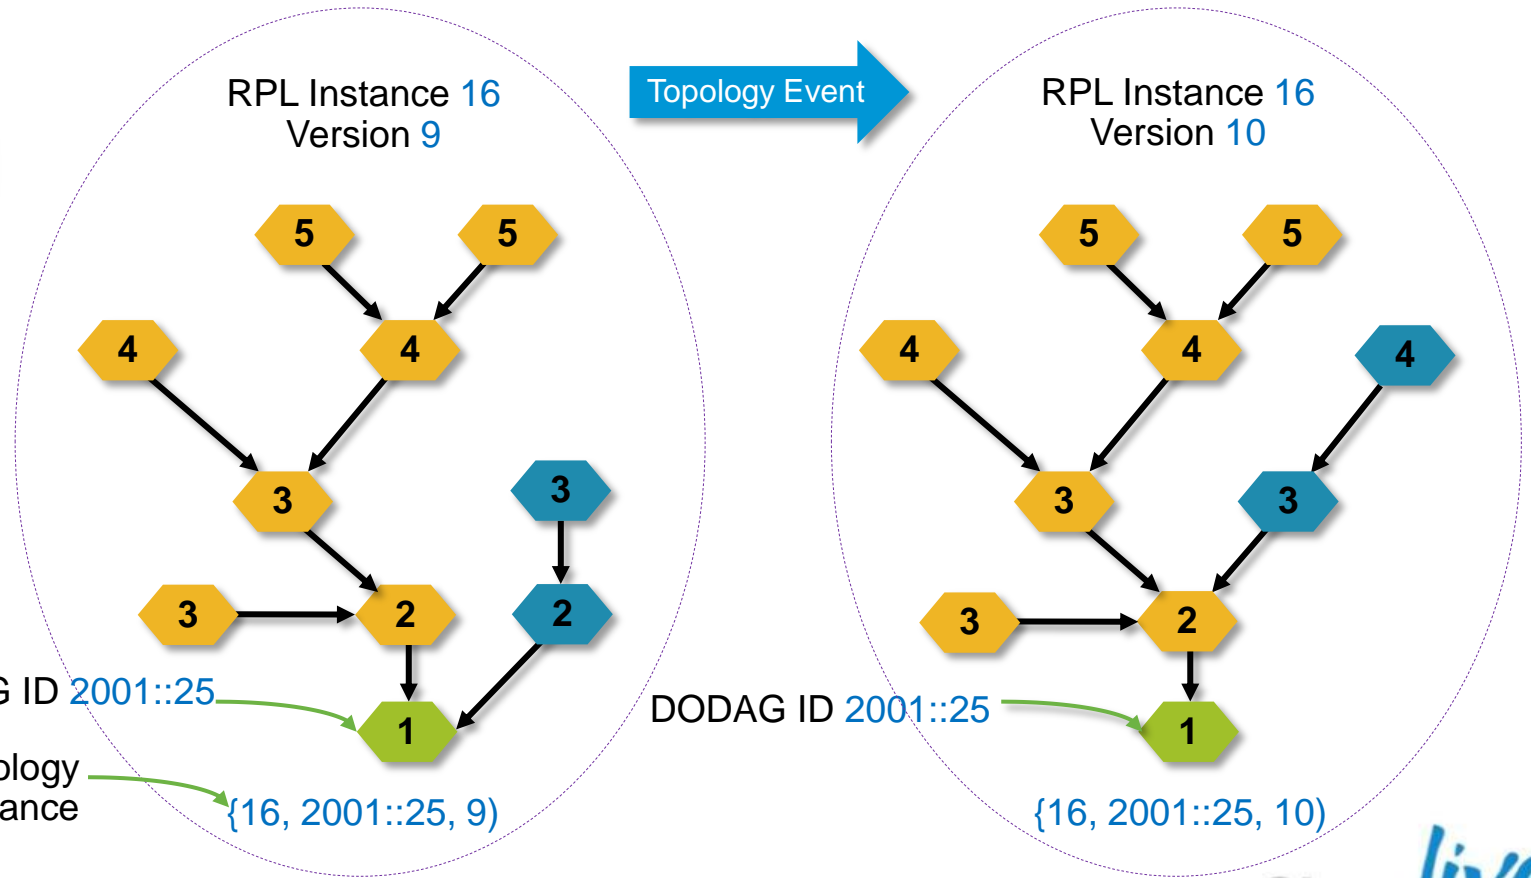 RPL Instance 16
Version 9
Topology Event
RPL Instance 16
Version 10
5
5
4
4
3
3
3
2
2
G ID 2001::25
1
ology
ance
{16, 2001::25, 9)
5
5
4
4
4
3
3
3
2
DODAG ID 2001::25
1
{16, 2001::25, 10)
live